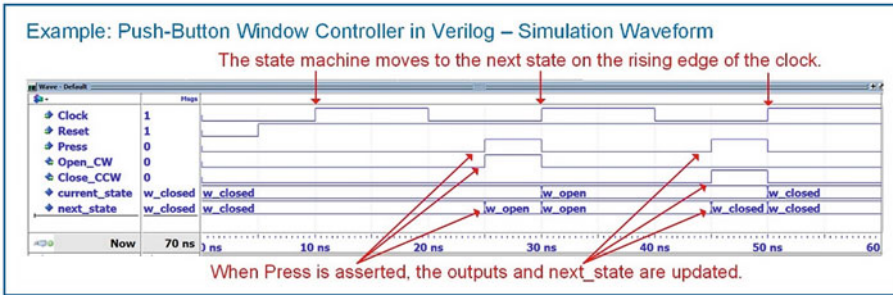 Example: Push-Button Window Controller in Verilog – Simulation Waveform
The state machine moves to the next state on the rising edge of the clock.
Wave - Default
Msgs
Clock 1
Reset 1
Press 0
Open_CW 0
Close_CCW 0
current_state w_closed w_closed w_open w_closed
next_state w_closed w_closed w_open w_open w_closed w_closed
Now 70 ns 0 ns 10 ns 20 ns 30 ns 40 ns 50 ns 60
When Press is asserted, the outputs and next_state are updated.